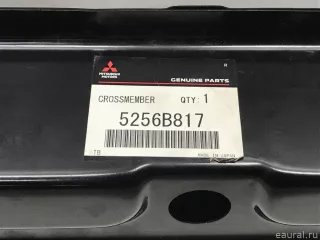 MITSUBISHI
MOTORS
GENUINE PARTS
CROSSMEMBER QTY: 1
5256B817
MADE IN JAPAN
eaural.ru